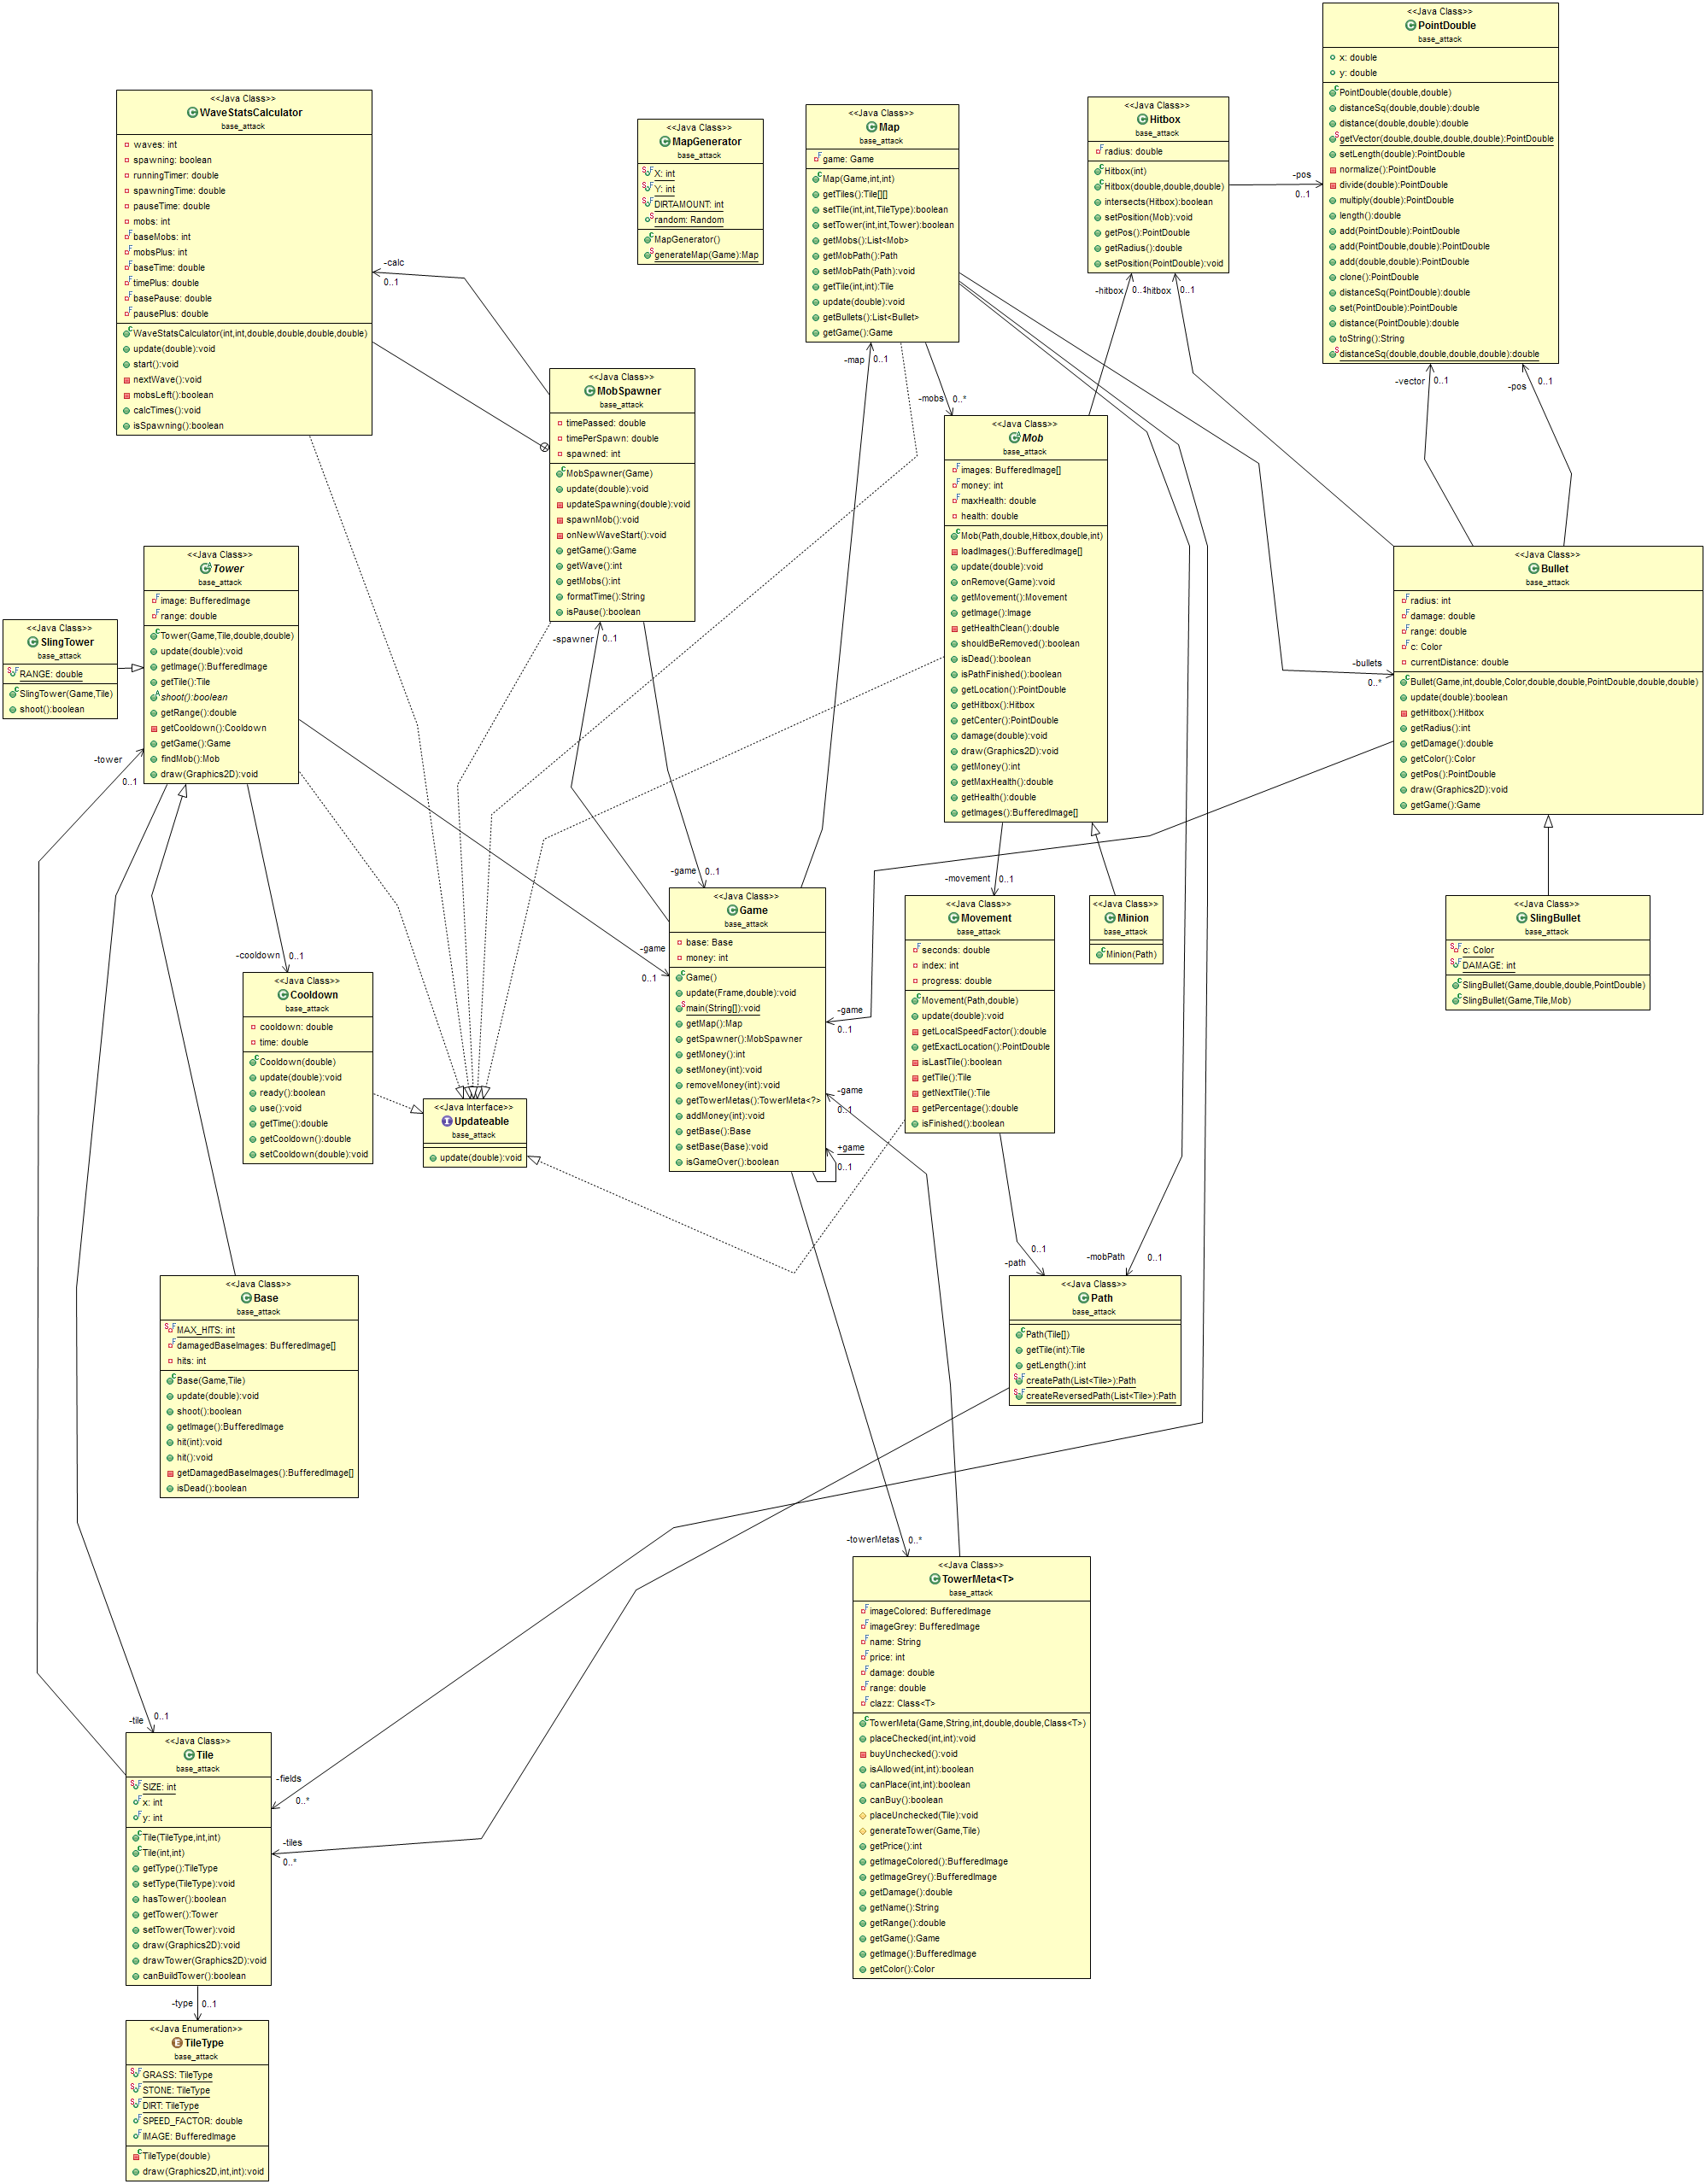 <<Java Class>>
PointDouble
base_attack
x: double
y: double
PointDouble(double,double)
distanceSq(double,double):double
distance(double,double):double
getVector(double,double,double,double):PointDouble
setLength(double):PointDouble
normalize():PointDouble
divide(double):PointDouble
multiply(double):PointDouble
length():double
add(PointDouble):PointDouble
add(PointDouble,double):PointDouble
add(double,double):PointDouble
clone():PointDouble
distanceSq(PointDouble):double
set(PointDouble):PointDouble
distance(PointDouble):double
toString():String
distanceSq(double,double,double,double):double
<<Java Class>>
WaveStatsCalculator
base_attack
waves: int
spawning: boolean
runningTimer: double
spawningTime: double
pauseTime: double
mobs: int
baseMobs: int
mobsPlus: int
baseTime: double
timePlus: double
basePause: double
pausePlus: double
WaveStatsCalculator(int,int,double,double,double,double)
update(double):void
start():void
nextWave():void
mobsLeft():boolean
calcTimes():void
isSpawning():boolean
<<Java Class>>
MapGenerator
base_attack
X: int
Y: int
DIRTAMOUNT: int
random: Random
MapGenerator()
generateMap(Game):Map
<<Java Class>>
Map
base_attack
game: Game
Map(Game,int,int)
getTiles():Tile[][]
setTile(int,int,TileType):boolean
setTower(int,int,Tower):boolean
getMobs():List<Mob>
getMobPath():Path
setMobPath(Path):void
getTile(int,int):Tile
update(double):void
getBullets():List<Bullet>
getGame():Game
<<Java Class>>
Hitbox
base_attack
radius: double
Hitbox(int)
Hitbox(double,double,double)
intersects(Hitbox):boolean
setPosition(Mob):void
getPos():PointDouble
getRadius():double
setPosition(PointDouble):void
-pos
0..1
-calc
0..1
-hitbox
0..1
-hitbox
0..1
-map
0..1
-vector
0..1
-pos
0..1
-mobs
0..*
<<Java Class>>
MobSpawner
base_attack
timePassed: double
timePerSpawn: double
spawned: int
MobSpawner(Game)
update(double):void
updateSpawning(double):void
spawnMob():void
onNewWaveStart():void
getGame():Game
getWave():int
getMobs():int
formatTime():String
isPause():boolean
<<Java Class>>
Mob
base_attack
images: BufferedImage[]
money: int
maxHealth: double
health: double
Mob(Path,double,Hitbox,double,int)
loadImages():BufferedImage[]
update(double):void
onRemove(Game):void
getMovement():Movement
getImage():Image
getHealthClean():double
shouldBeRemoved():boolean
isDead():boolean
isPathFinished():boolean
getLocation():PointDouble
getHitbox():Hitbox
getCenter():PointDouble
damage(double):void
draw(Graphics2D):void
getMoney():int
getMaxHealth():double
getHealth():double
getImages():BufferedImage[]
<<Java Class>>
Tower
base_attack
image: BufferedImage
range: double
Tower(Game,Tile,double,double)
update(double):void
getImage():BufferedImage
getTile():Tile
shoot():boolean
getRange():double
getCooldown():Cooldown
getGame():Game
findMob():Mob
draw(Graphics2D):void
<<Java Class>>
Bullet
base_attack
radius: int
damage: double
range: double
c: Color
currentDistance: double
Bullet(Game,int,double,Color,double,double,PointDouble,double,double)
update(double):boolean
getHitbox():Hitbox
getRadius():int
getDamage():double
getColor():Color
getPos():PointDouble
draw(Graphics2D):void
getGame():Game
<<Java Class>>
SlingTower
base_attack
RANGE: double
SlingTower(Game,Tile)
shoot():boolean
-spawner
0..1
-bullets
0..*
-tower
0..1
-game
0..1
-movement
0..1
<<Java Class>>
Game
base_attack
base: Base
money: int
Game()
update(Frame,double):void
main(String[]):void
getMap():Map
getSpawner():MobSpawner
getMoney():int
setMoney(int):void
removeMoney(int):void
getTowerMetas():TowerMeta<?>
addMoney(int):void
getBase():Base
setBase(Base):void
isGameOver():boolean
<<Java Class>>
Movement
base_attack
seconds: double
index: int
progress: double
Movement(Path,double)
update(double):void
getLocalSpeedFactor():double
getExactLocation():PointDouble
isLastTile():boolean
getTile():Tile
getNextTile():Tile
getPercentage():double
isFinished():boolean
<<Java Class>>
Minion
base_attack
Minion(Path)
<<Java Class>>
SlingBullet
base_attack
c: Color
DAMAGE: int
SlingBullet(Game,double,double,PointDouble)
SlingBullet(Game,Tile,Mob)
-cooldown
0..1
-game
0..1
-game
0..1
-game
0..1
+game
0..1
<<Java Class>>
Cooldown
base_attack
cooldown: double
time: double
Cooldown(double)
update(double):void
ready():boolean
use():void
getTime():double
getCooldown():double
setCooldown(double):void
<<Java Interface>>
Updateable
base_attack
update(double):void
-path
0..1
-mobPath
0..1
<<Java Class>>
Base
base_attack
MAX_HITS: int
damagedBaseImages: BufferedImage[]
hits: int
Base(Game,Tile)
update(double):void
shoot():boolean
getImage():BufferedImage
hit(int):void
hit():void
getDamagedBaseImages():BufferedImage[]
isDead():boolean
<<Java Class>>
Path
base_attack
Path(Tile[])
getTile(int):Tile
getLength():int
createPath(List<Tile>):Path
createReversedPath(List<Tile>):Path
-towerMetas
0..*
<<Java Class>>
TowerMeta<T>
base_attack
imageColored: BufferedImage
imageGrey: BufferedImage
name: String
price: int
damage: double
range: double
clazz: Class<T>
TowerMeta(Game,String,int,double,double,Class<T>)
placeChecked(int,int):void
buyUnchecked():void
isAllowed(int,int):boolean
canPlace(int,int):boolean
canBuy():boolean
placeUnchecked(Tile):void
generateTower(Game,Tile)
getPrice():int
getImageColored():BufferedImage
getImageGrey():BufferedImage
getDamage():double
getName():String
getRange():double
getGame():Game
getImage():BufferedImage
getColor():Color
-tile
0..1
<<Java Class>>
Tile
base_attack
SIZE: int
x: int
y: int
Tile(TileType,int,int)
Tile(int,int)
getType():TileType
setType(TileType):void
hasTower():boolean
getTower():Tower
setTower(Tower):void
draw(Graphics2D):void
drawTower(Graphics2D):void
canBuildTower():boolean
-fields
0..*
-tiles
0..*
-type
0..1
<<Java Enumeration>>
TileType
base_attack
GRASS: TileType
STONE: TileType
DIRT: TileType
SPEED_FACTOR: double
IMAGE: BufferedImage
TileType(double)
draw(Graphics2D,int,int):void